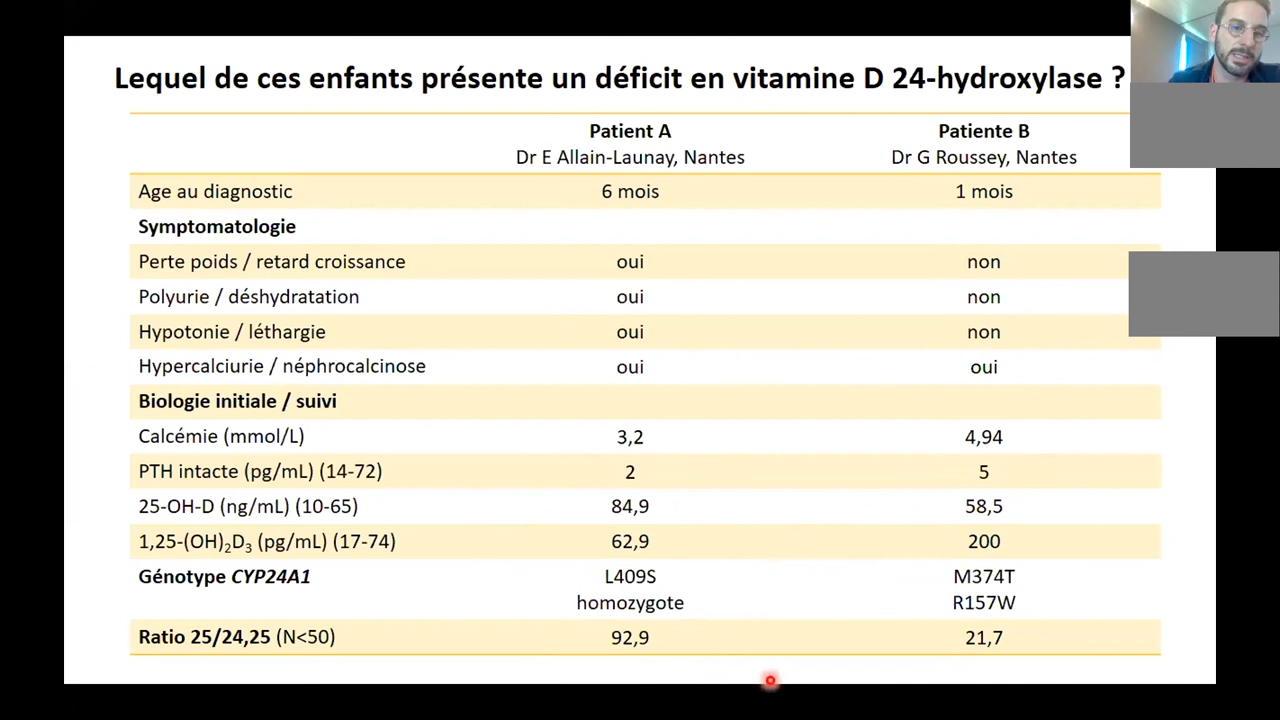 Lequel de ces enfants présente un déficit en vitamine D 24-hydroxylase ?
Patient A Patiente B
Dr E Allain-Launay, Nantes Dr G Roussey, Nantes
Age au diagnostic 6 mois 1 mois
Symptomatologie
Perte poids / retard croissance oui non
Polyurie / déshydratation oui non
Hypotonie / léthargie oui non
Hypercalciurie / néphrocalcinose oui oui
Biologie initiale / suivi
Calcémie (mmol/L) 3,2 4,94
PTH intacte (pg/mL) (14-72) 2 5
25-OH-D (ng/mL) (10-65) 84,9 58,5
1,25-(OH)₂D₃ (pg/mL) (17-74) 62,9 200
Génotype CYP24A1 L409S M374T
homozygote R157W
Ratio 25/24,25 (N<50) 92,9 21,7